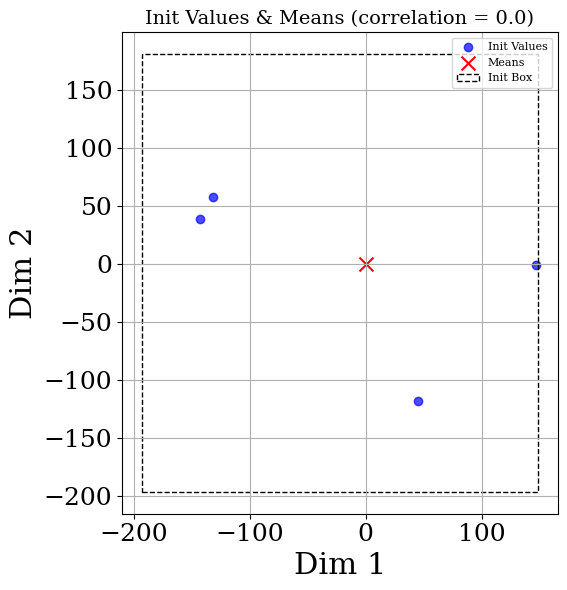 Init Values & Means (correlation = 0.0)
Init Values
Means
Init Box
150
100
50
0
−50
−100
−150
−200
Dim 2
−200
−100
0
100
Dim 1